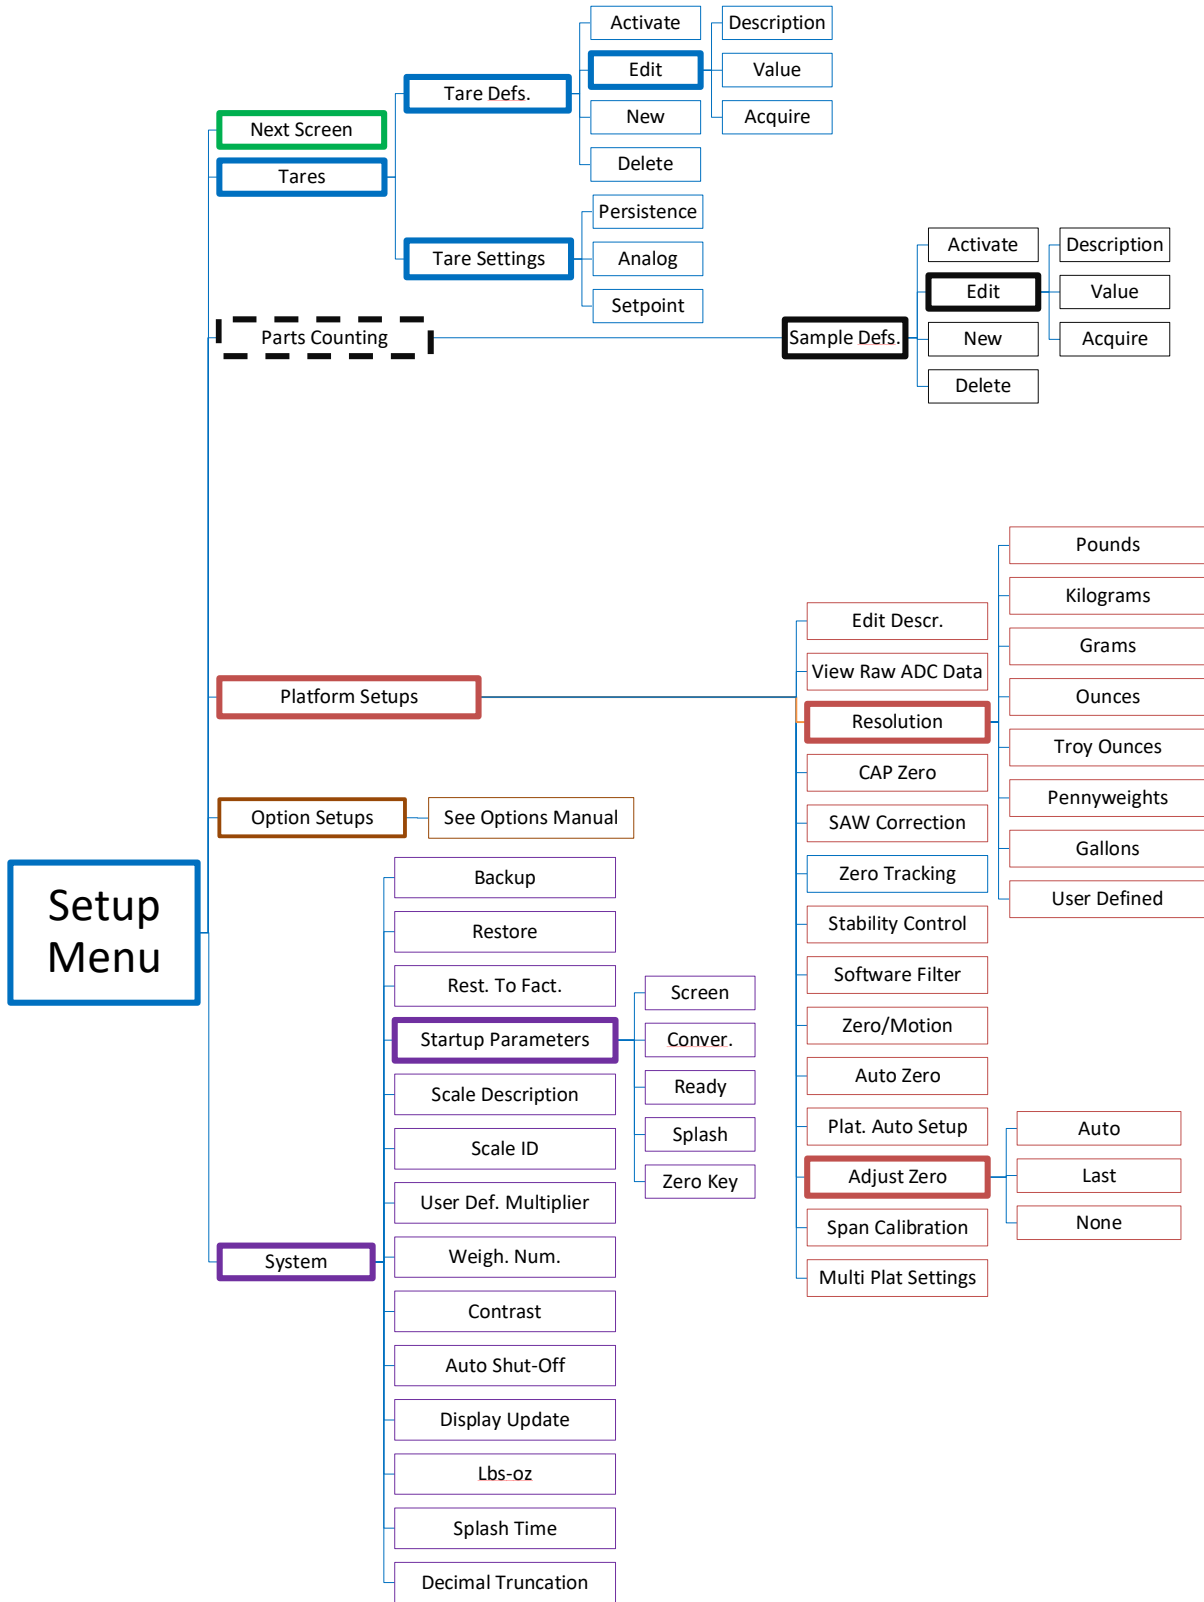 Setup
Menu
Next Screen
Tares
Tare Defs.
Activate
Edit
Description
Value
Acquire
New
Delete
Tare Settings
Persistence
Analog
Setpoint
Parts Counting
Sample Defs.
Activate
Edit
Description
Value
Acquire
New
Delete
Platform Setups
Edit Descr.
View Raw ADC Data
Resolution
Pounds
Kilograms
Grams
Ounces
Troy Ounces
Pennyweights
Gallons
User Defined
CAP Zero
SAW Correction
Zero Tracking
Stability Control
Software Filter
Zero/Motion
Auto Zero
Plat. Auto Setup
Adjust Zero
Auto
Last
None
Span Calibration
Multi Plat Settings
Option Setups
See Options Manual
System
Backup
Restore
Rest. To Fact.
Startup Parameters
Screen
Conver.
Ready
Splash
Zero Key
Scale Description
Scale ID
User Def. Multiplier
Weigh. Num.
Contrast
Auto Shut-Off
Display Update
Lbs-oz
Splash Time
Decimal Truncation